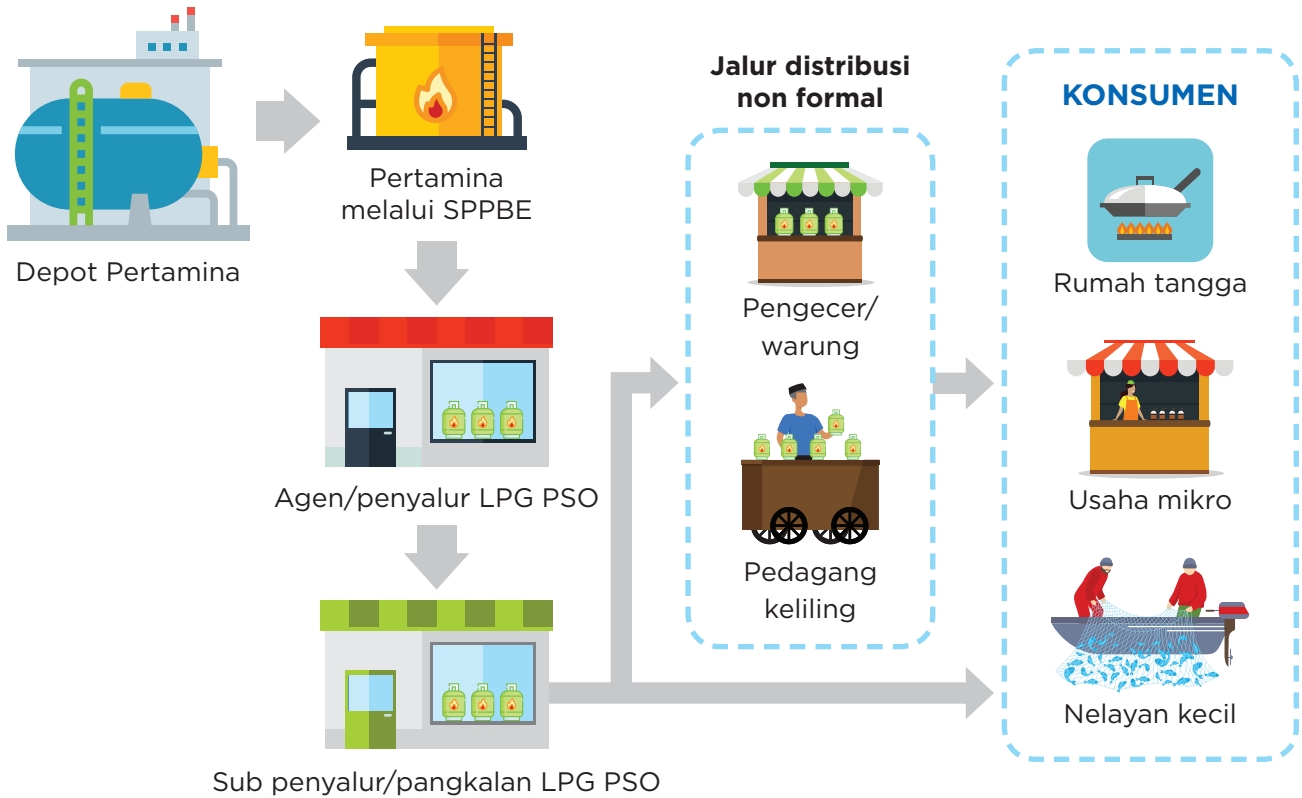 Depot Pertamina
Pertamina
melalui SPPBE
Agen/penyalur LPG PSO
Sub penyalur/pangkalan LPG PSO
Jalur distribusi
non formal
Pengecer/
warung
Pedagang
keliling
KONSUMEN
Rumah tangga
Usaha mikro
Nelayan kecil